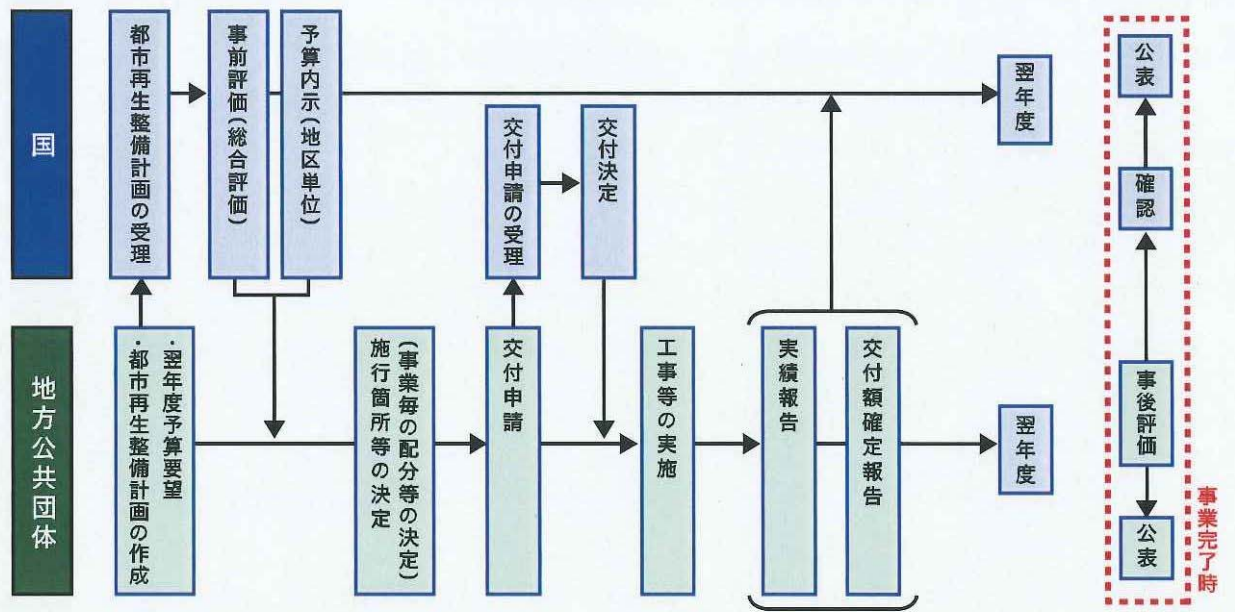 国
都市再生整備計画の受理
事前評価(総合評価)
予算内示(地区単位)
交付申請の受理
交付決定
翌年度
公表
確認
地方公共団体
・翌年度予算要望
・都市再生整備計画の作成
施行箇所等の決定
(事業毎の配分等の決定)
交付申請
工事等の実施
実績報告
交付額確定報告
翌年度
事後評価
公表
事業完了時